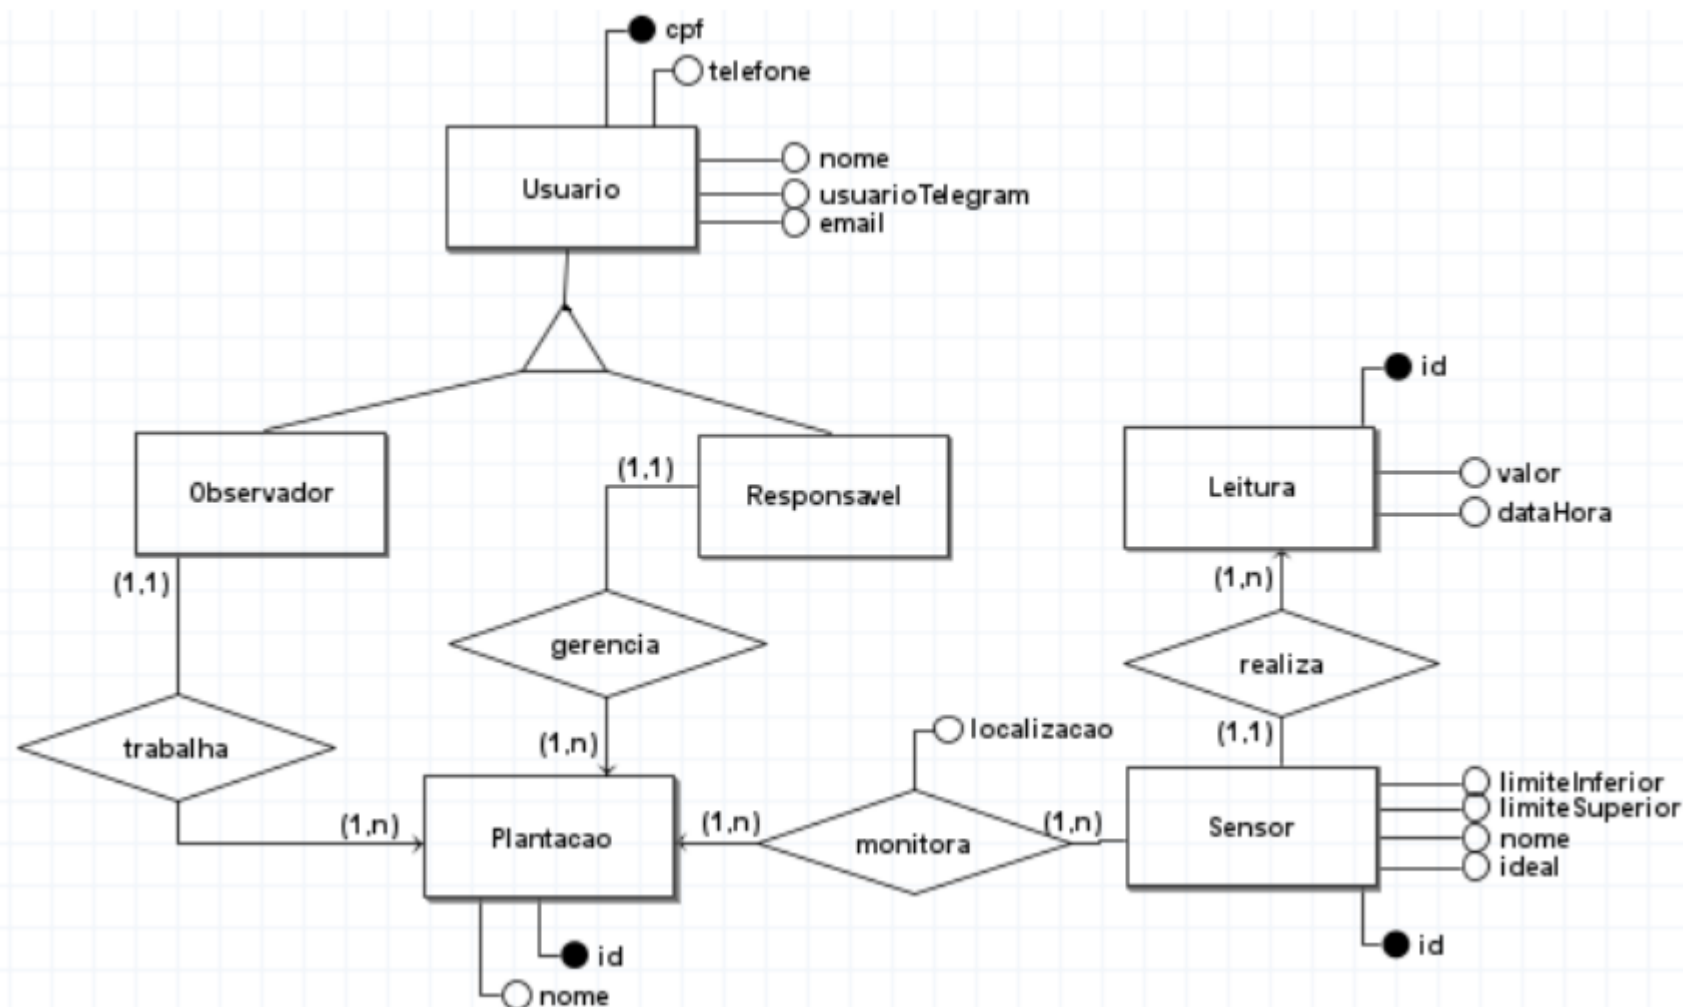 cpf
telefone
Usuario
nome
usuarioTelegram
email
id
Observador
(1,1)
Responsavel
Leitura
valor
dataHora
(1,1)
(1,n)
gerencia
realiza
trabalha
(1,n)
localizacao
(1,1)
(1,n)
Plantacao
(1,n)
monitora
(1,n)
Sensor
limiteInferior
limiteSuperior
nome
ideal
id
nome
id